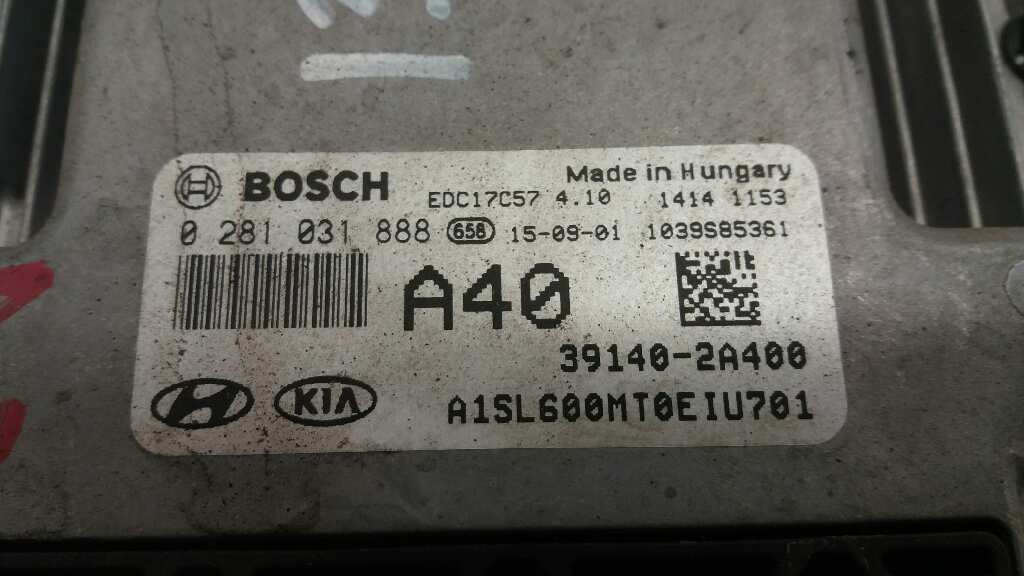 BOSCH EDC17C57 4.10 Made in Hungary 1414 1153
0 281 031 888 658 15-09-01 1039S85361
A40
39140-2A400
KIA A1SL600MT0EIU701